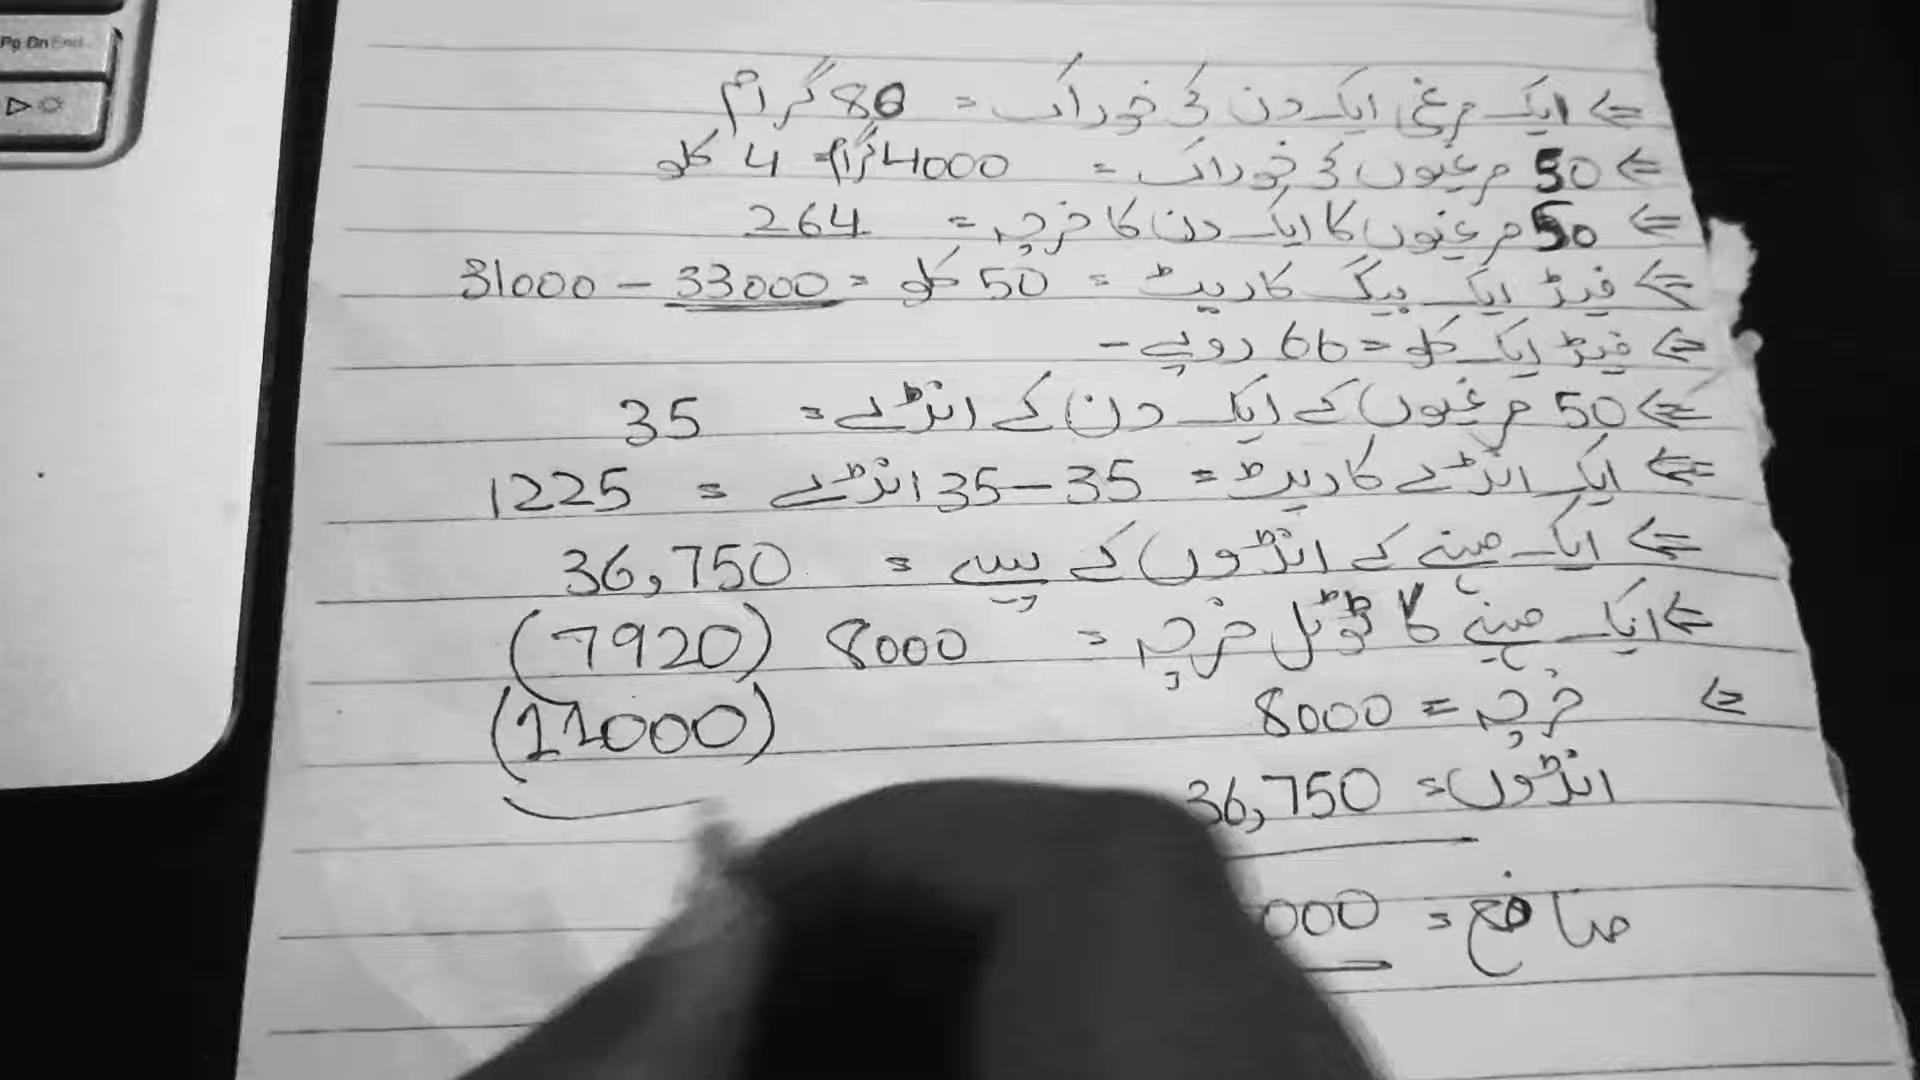 Pg Dn End
⇐ ایک مرغی ایک دن کی خوراک = 80 گرام
⇐ 50 مرغیوں کی خوراک = 4000 گرام = 4 کلو
⇐ 50 مرغیوں کا ایک دن کا خرچہ = 264
⇐ فیڈ ایک بیگ کا ریٹ = 50 کلو = 33000 – 31000
⇐ فیڈ ایک کلو = 66 روپے -
⇐ 50 مرغیوں کے ایک دن کے انڈے = 35
⇐ ایک انڈے کا ریٹ = 35 – 35 انڈے = 1225
⇐ ایک مہینے کے انڈوں کے پیسے = 36,750
⇐ ایک مہینے کا ٹوٹل خرچہ = 8000 (7920)
⇐ خرچہ = 8000 (11000)
انڈوں = 36,750
منافع = 000